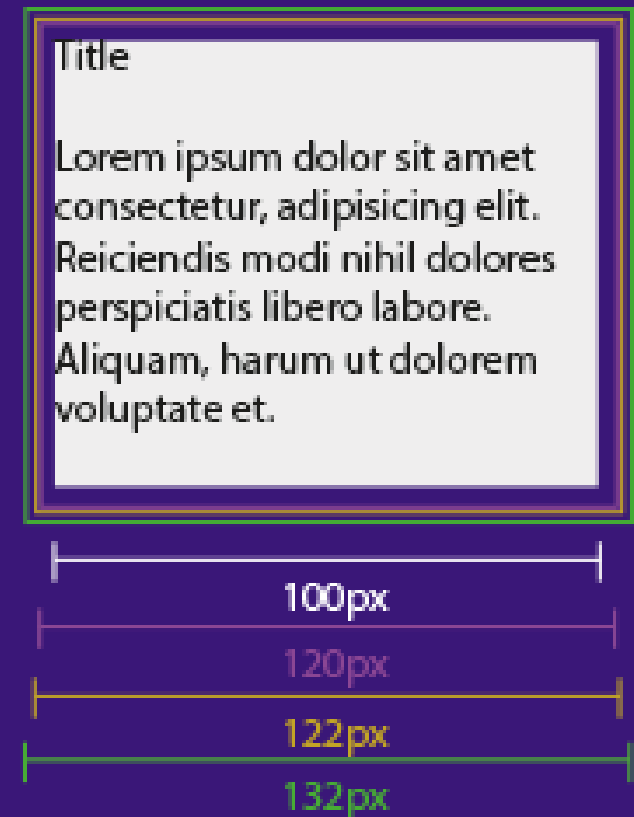 Title
Lorem ipsum dolor sit amet
consectetur, adipisicing elit.
Reiciendis modi nihil dolores
perspiciatis libero labore.
Aliquam, harum ut dolorem
voluptate et.
100px
120px
122px
132px